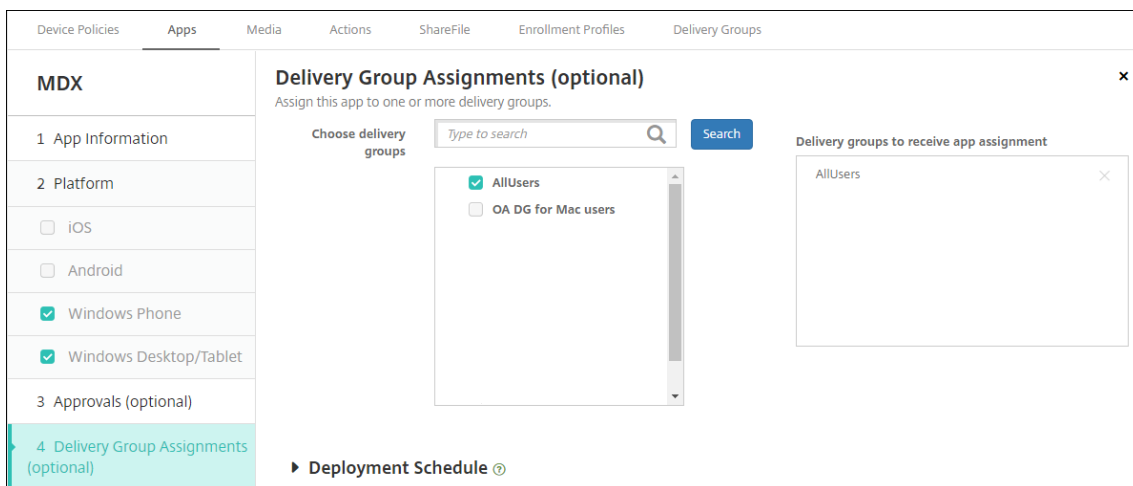 Device Policies Apps Media Actions ShareFile Enrollment Profiles Delivery Groups
MDX
1 App Information
2 Platform
iOS
Android
Windows Phone
Windows Desktop/Tablet
3 Approvals (optional)
4 Delivery Group Assignments
(optional)
Delivery Group Assignments (optional)
Assign this app to one or more delivery groups.
Choose delivery
groups
Type to search
Search
AllUsers
OA DG for Mac users
Delivery groups to receive app assignment
AllUsers
Deployment Schedule ?